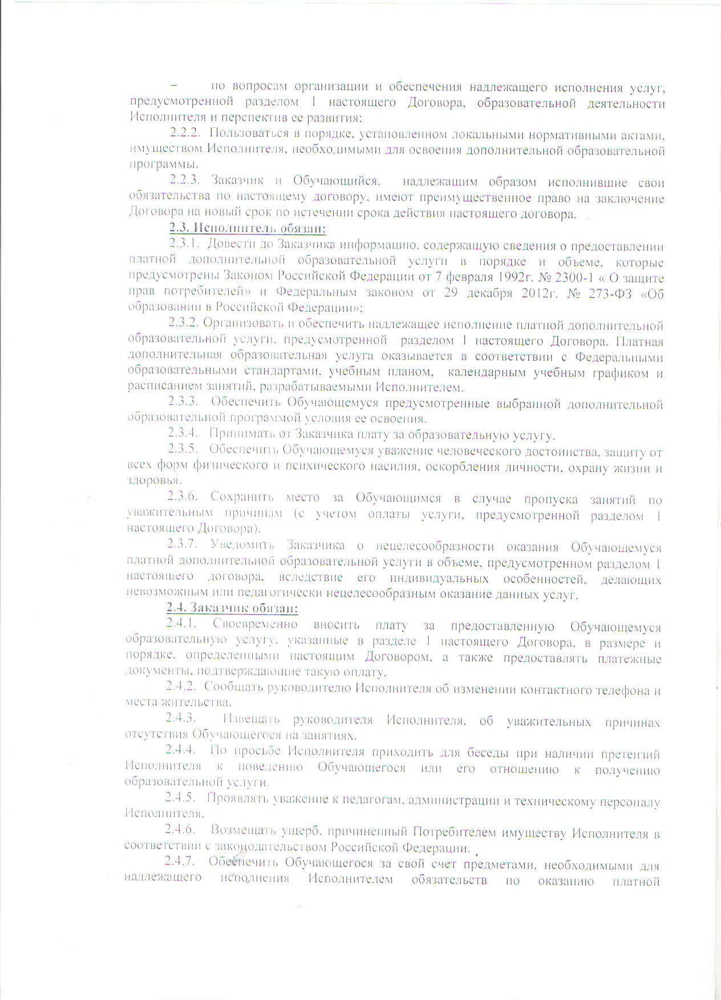 – по вопросам организации и обеспечения надлежащего исполнения услуг,
предусмотренной разделом 1 настоящего Договора, образовательной деятельности
Исполнителя и перспектив ее развития;
2.2.2. Пользоваться в порядке, установленном локальными нормативными актами,
имуществом Исполнителя, необходимыми для освоения дополнительной образовательной
программы.
2.2.3. Заказчик и Обучающийся, надлежащим образом исполнившие свои
обязательства по настоящему договору, имеют преимущественное право на заключение
Договора на новый срок по истечении срока действия настоящего договора.
2.3. Исполнитель обязан:
2.3.1. Довести до Заказчика информацию, содержащую сведения о предоставлении
платной дополнительной образовательной услуги в порядке и объеме, которые
предусмотрены Законом Российской Федерации от 7 февраля 1992г. № 2300-1 « О защите
прав потребителей» и Федеральным законом от 29 декабря 2012г. № 273-ФЗ «Об
образовании в Российской Федерации»;
2.3.2. Организовать и обеспечить надлежащее исполнение платной дополнительной
образовательной услуги, предусмотренной разделом 1 настоящего Договора. Платная
дополнительная образовательная услуга оказывается в соответствии с Федеральными
образовательными стандартами, учебным планом, календарным учебным графиком и
расписанием занятий, разрабатываемыми Исполнителем.
2.3.3. Обеспечить Обучающемуся предусмотренные выбранной дополнительной
образовательной программой условия ее освоения.
2.3.4. Принимать от Заказчика плату за образовательную услугу.
2.3.5. Обеспечить Обучающемуся уважение человеческого достоинства, защиту от
всех форм физического и психического насилия, оскорбления личности, охрану жизни и
здоровья.
2.3.6. Сохранить место за Обучающимся в случае пропуска занятий по
уважительным причинам (с учетом оплаты услуги, предусмотренной разделом 1
настоящего Договора).
2.3.7. Уведомить Заказчика о нецелесообразности оказания Обучающемуся
платной дополнительной образовательной услуги в объеме, предусмотренном разделом 1
настоящего договора, вследствие его индивидуальных особенностей, делающих
невозможным или педагогически нецелесообразным оказание данных услуг.
2.4. Заказчик обязан:
2.4.1. Своевременно вносить плату за предоставленную Обучающемуся
образовательную услугу, указанные в разделе 1 настоящего Договора, в размере и
порядке, определенными настоящим Договором, а также предоставлять платежные
документы, подтверждающие такую оплату.
2.4.2. Сообщать руководителю Исполнителя об изменении контактного телефона и
места жительства.
2.4.3. Извещать руководителя Исполнителя, об уважительных причинах
отсутствия Обучающегося на занятиях.
2.4.4. По просьбе Исполнителя приходить для беседы при наличии претензий
Исполнителя к поведению Обучающегося или его отношению к получению
образовательной услуги.
2.4.5. Проявлять уважение к педагогам, администрации и техническому персоналу
Исполнителя.
2.4.6. Возмещать ущерб, причиненный Потребителем имуществу Исполнителя в
соответствии с законодательством Российской Федерации.
2.4.7. Обеспечить Обучающегося за свой счет предметами, необходимыми для
надлежащего исполнения Исполнителем обязательств по оказанию платной